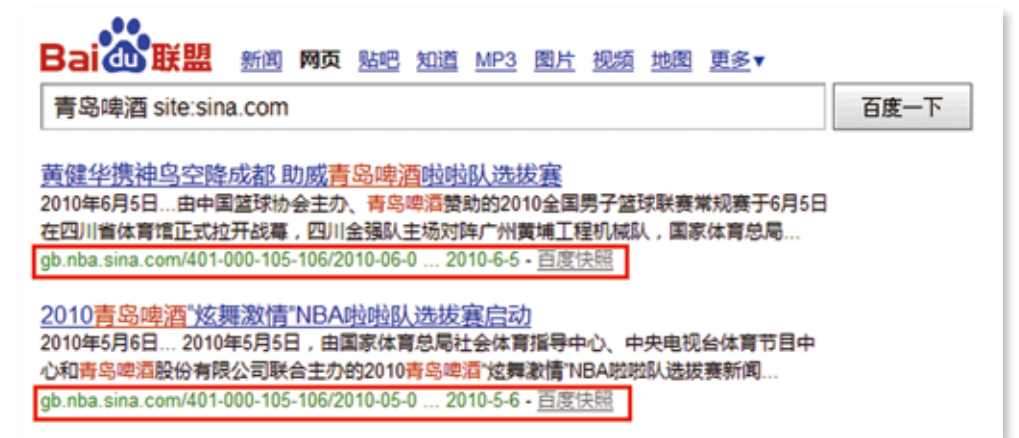 Bai du 联盟 新闻 网页 贴吧 知道 MP3 图片 视频 地图 更多▼
青岛啤酒 site:sina.com 百度一下
黄健华携神鸟空降成都 助威青岛啤酒啦啦队选拔赛
2010年6月5日...由中国篮球协会主办、青岛啤酒赞助的2010全国男子篮球联赛常规赛于6月5日
在四川省体育馆正式拉开战幕，四川金强队主场对阵广州黄埔工程机械队，国家体育总局...
gb.nba.sina.com/401-000-105-106/2010-06-0 ... 2010-6-5 - 百度快照
2010青岛啤酒"炫舞激情"NBA啦啦队选拔赛启动
2010年5月6日... 2010年5月5日，由国家体育总局社会体育指导中心、中央电视台体育节目中
心和青岛啤酒股份有限公司联合主办的2010青岛啤酒"炫舞激情"NBA啦啦队选拔赛新闻...
gb.nba.sina.com/401-000-105-106/2010-05-0 ... 2010-5-6 - 百度快照